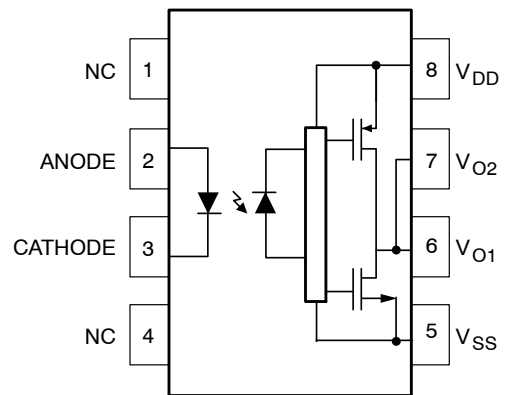 NC 1
ANODE 2
CATHODE 3
NC 4
8 VDD
7 VO2
6 VO1
5 VSS